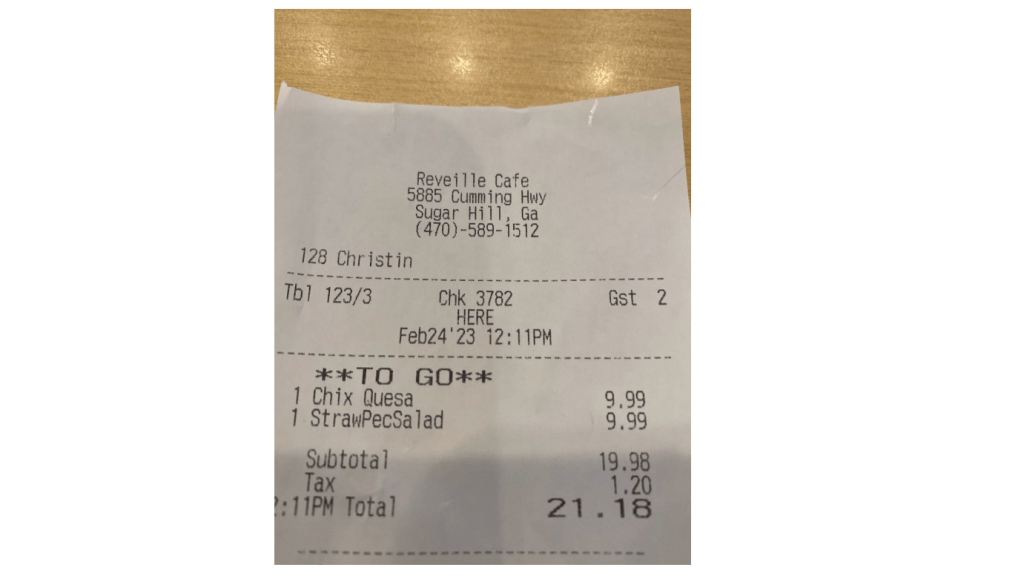 Reveille Cafe
5885 Cumming Hwy
Sugar Hill, Ga
(470)-589-1512
128 Christin
Tbl 123/3 Chk 3782 Gst 2
HERE
Feb24'23 12:11PM
**TO GO**
1 Chix Quesa 9.99
1 StrawPecSalad 9.99
Subtotal 19.98
Tax 1.20
2:11PM Total 21.18